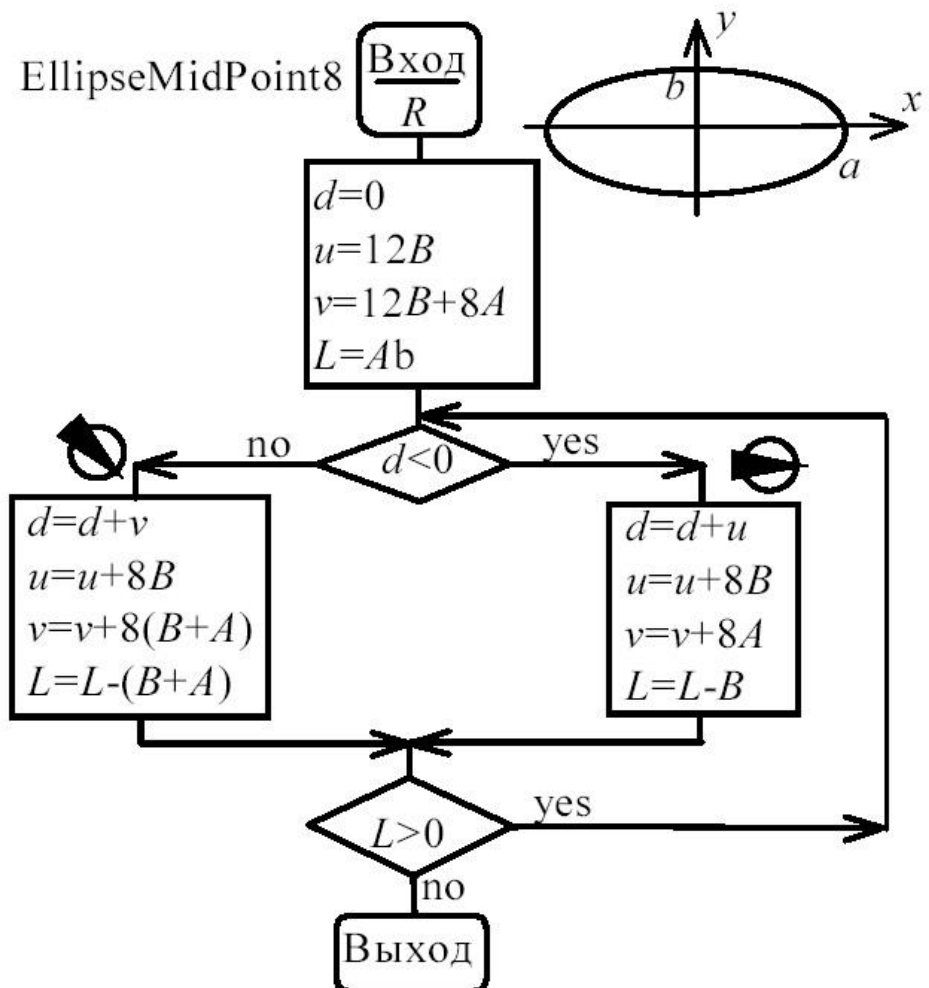 EllipseMidPoint8
Вход
R
y
b
x
a
d=0
u=12B
v=12B+8A
L=Ab
no
d<0
yes
d=d+v
u=u+8B
v=v+8(B+A)
L=L-(B+A)
d=d+u
u=u+8B
v=v+8A
L=L-B
L>0
yes
no
Выход